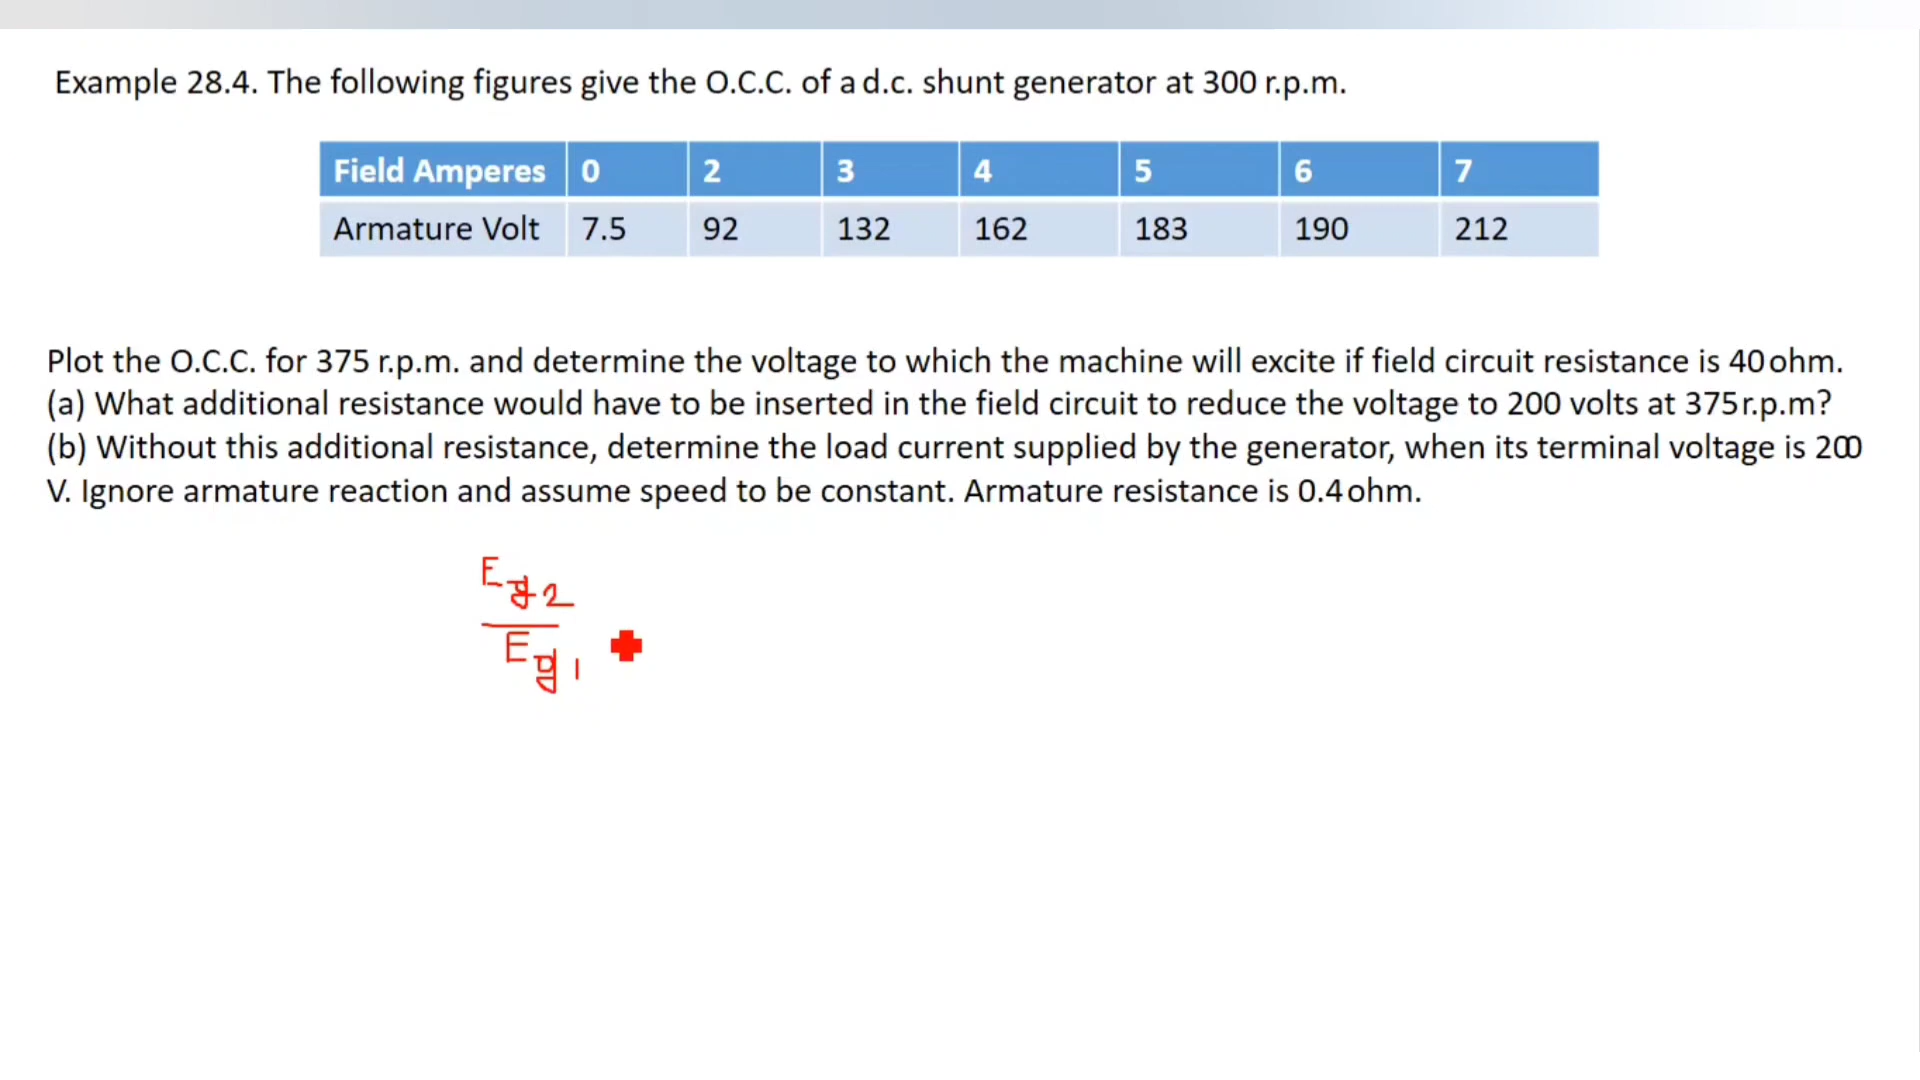 Example 28.4. The following figures give the O.C.C. of a d.c. shunt generator at 300 r.p.m.
Field Amperes 0 2 3 4 5 6 7
Armature Volt 7.5 92 132 162 183 190 212
Plot the O.C.C. for 375 r.p.m. and determine the voltage to which the machine will excite if field circuit resistance is 40 ohm.
(a) What additional resistance would have to be inserted in the field circuit to reduce the voltage to 200 volts at 375 r.p.m?
(b) Without this additional resistance, determine the load current supplied by the generator, when its terminal voltage is 200
V. Ignore armature reaction and assume speed to be constant. Armature resistance is 0.4 ohm.
Eg2
Eg1